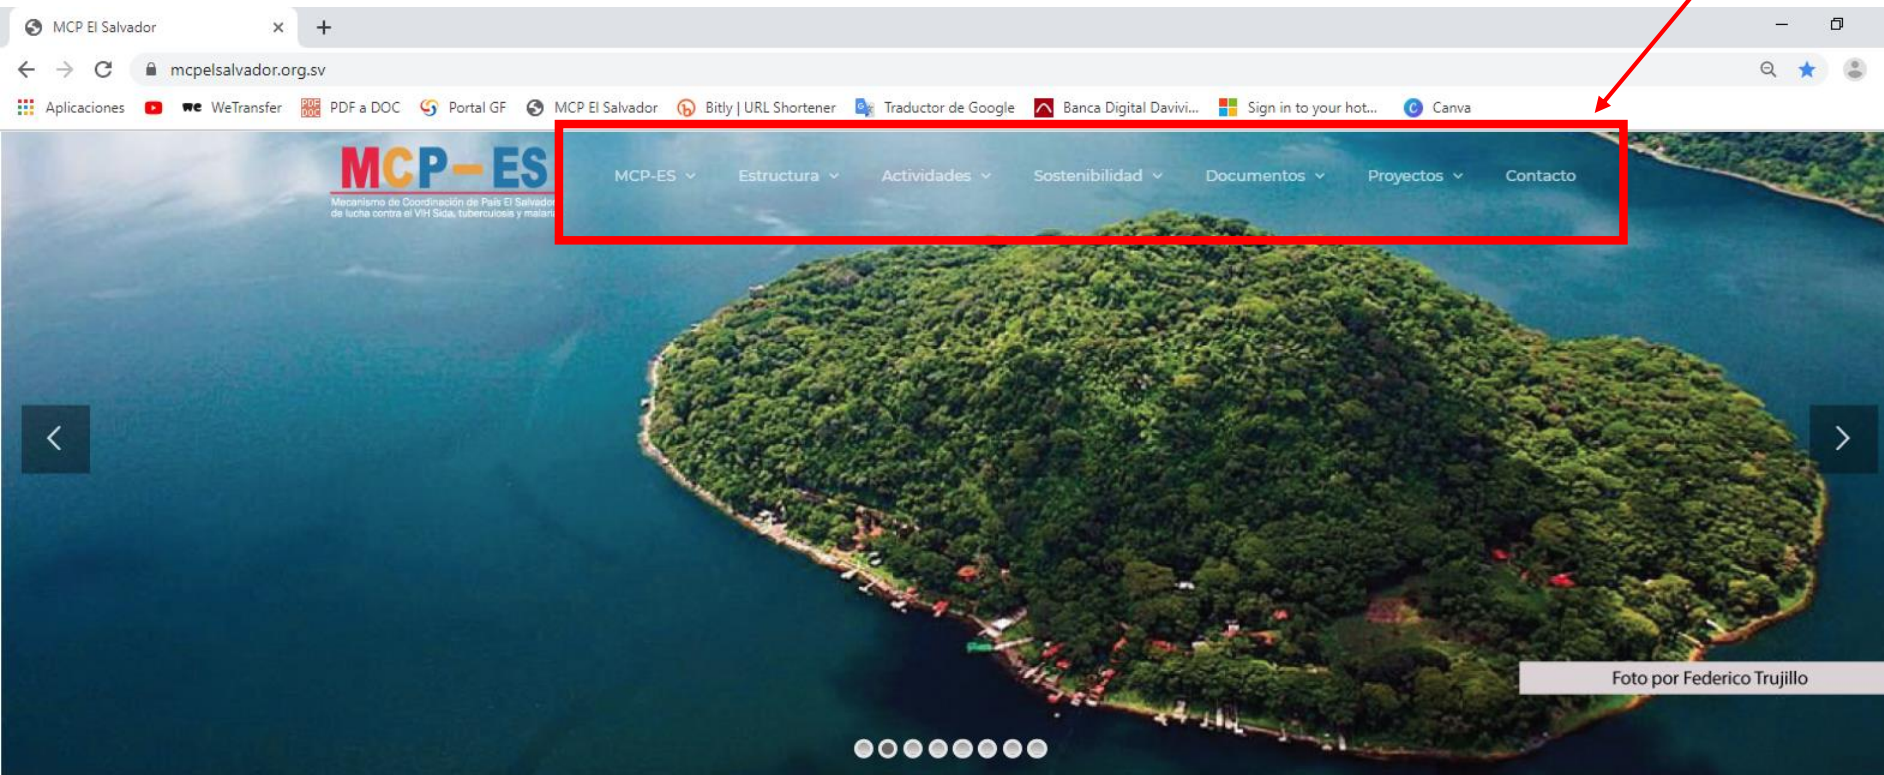 MCP El Salvador
mcpelsalvador.org.sv
Aplicaciones WeTransfer PDF a DOC Portal GF MCP El Salvador Bitly | URL Shortener Traductor de Google Banca Digital Davivi... Sign in to your hot... Canva
MCP-ES
Mecanismo de Coordinación de País El Salvador
de lucha contra el VIH Sida, tuberculosis y malaria
MCP-ES Estructura Actividades Sostenibilidad Documentos Proyectos Contacto
Foto por Federico Trujillo